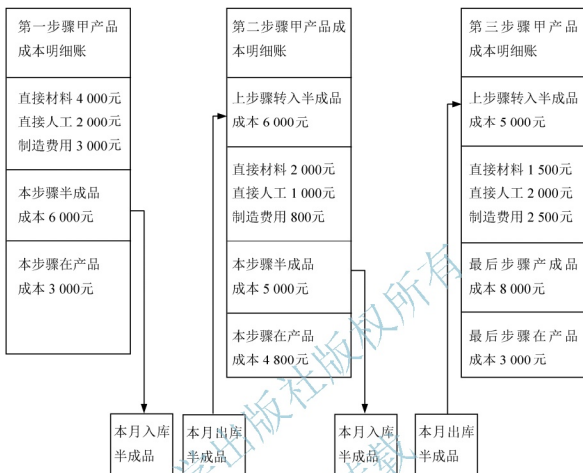 第一步骤甲产品
成本明细账
直接材料 4 000元
直接人工 2 000元
制造费用 3 000元
本步骤半成品
成本 6 000元
本步骤在产品
成本 3 000元
第二步骤甲产品成
本明细账
上步骤转入半成品
成本 6 000元
直接材料 2 000元
直接人工 1 000元
制造费用 800元
本步骤半成品
成本 5 000元
本步骤在产品
成本 4 800元
第三步骤甲产品
成本明细账
上步骤转入半成品
成本 5 000元
直接材料 1 500元
直接人工 2 000元
制造费用 2 500元
最后步骤产成品
成本 8 000元
最后步骤在产品
成本 3 000元
本月入库
半成品
本月出库
半成品
本月入库
半成品
本月出库
半成品
出版社版权所有